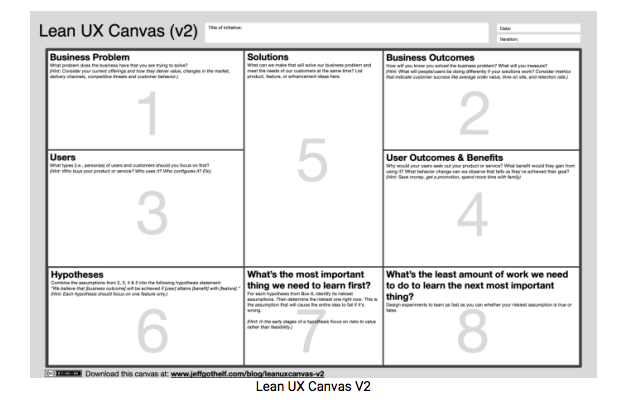 Lean UX Canvas (v2)
Title of Initiative:
Date:
Iteration:
Business Problem
What problem does the business have that you are trying to solve?
(Hint: Consider your current offerings and how they deliver value, changes in the market,
delivery channels, competitive threats and customer behavior.)
1
Solutions
What can we make that will solve our business problem and
meet the needs of our customers at the same time? List
product, feature, or enhancement ideas here.
5
Business Outcomes
How will you know you solved the business problem? What will you measure?
(Hint: What will people/users be doing differently if your solutions work? Consider metrics
that indicate customer success like average order value, time on site, and retention rate.)
2
Users
What types (i.e., personas) of users and customers should you focus on first?
(Hint: Who buys your product or service? Who uses it? Who configures it? Etc)
3
User Outcomes & Benefits
Why would your users seek out your product or service? What benefit would they gain from
using it? What behavior change can we observe that tells us they've achieved their goal?
(Hint: Save money, get a promotion, spend more time with family)
4
Hypotheses
Combine the assumptions from 2, 3, 4 & 5 into the following hypothesis statement:
"We believe that [business outcome] will be achieved if [user] attains [benefit] with [feature]."
(Hint: Each hypothesis should focus on one feature only.)
6
What's the most important
thing we need to learn first?
For each hypothesis from Box 6, identify its riskiest
assumptions. Then determine the riskiest one right now. This is
the assumption that will cause the entire idea to fail if it's
wrong.
(Hint: In the early stages of a hypothesis focus on risks to value
rather than feasibility.)
7
What's the least amount of work we need
to do to learn the next most important
thing?
Design experiments to learn as fast as you can whether your riskiest assumption is true or
false.
8
Download this canvas at: www.jeffgothelf.com/blog/leanuxcanvas-v2
Lean UX Canvas V2